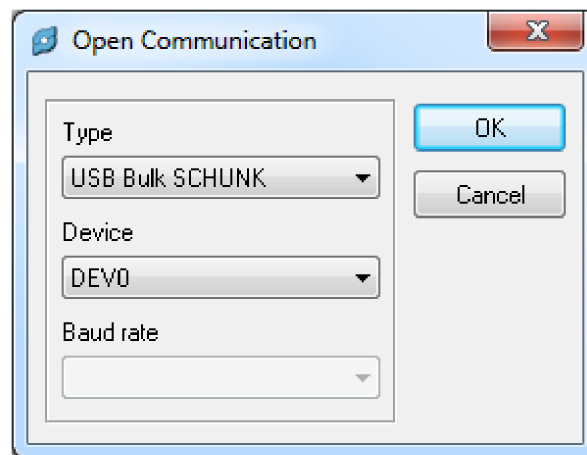 Open Communication
Type
USB Bulk SCHUNK
Device
DEV0
Baud rate
OK
Cancel